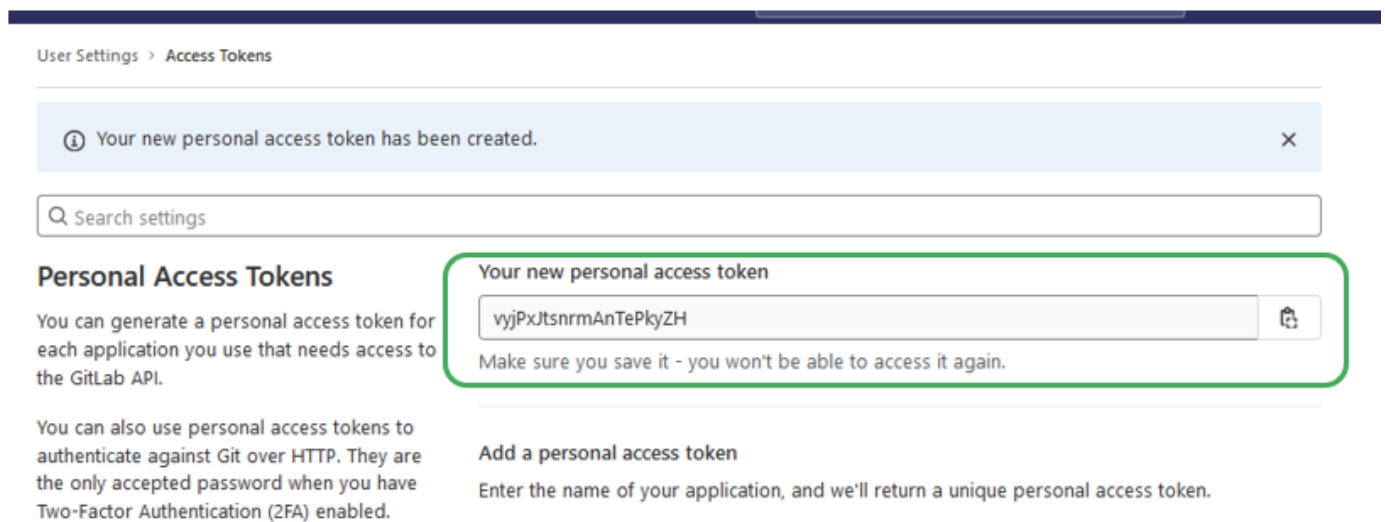 User Settings > Access Tokens
Your new personal access token has been created.
Search settings
Personal Access Tokens
You can generate a personal access token for
each application you use that needs access to
the GitLab API.
You can also use personal access tokens to
authenticate against Git over HTTP. They are
the only accepted password when you have
Two-Factor Authentication (2FA) enabled.
Your new personal access token
vyjPxJtsnrmAnTePkyZH
Make sure you save it - you won't be able to access it again.
Add a personal access token
Enter the name of your application, and we'll return a unique personal access token.